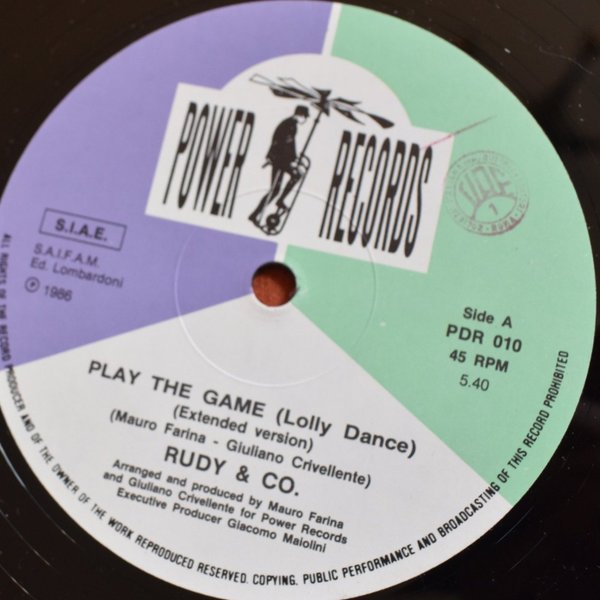 POWER RECORDS
S.I.A.E.
S.A.I.F.A.M.
Ed. Lombardoni
℗ 1986
Side A
PDR 010
45 RPM
5.40
PLAY THE GAME (Lolly Dance)
(Extended version)
(Mauro Farina - Giuliano Crivellente)
RUDY & CO.
Arranged and produced by Mauro Farina
and Giuliano Crivellente for Power Records
Executive Producer Giacomo Maiolini
ALL RIGHTS OF THE RECORD PRODUCER AND OF THE OWNER OF THE WORK REPRODUCED RESERVED. COPYING, PUBLIC PERFORMANCE AND BROADCASTING OF THIS RECORD PROHIBITED